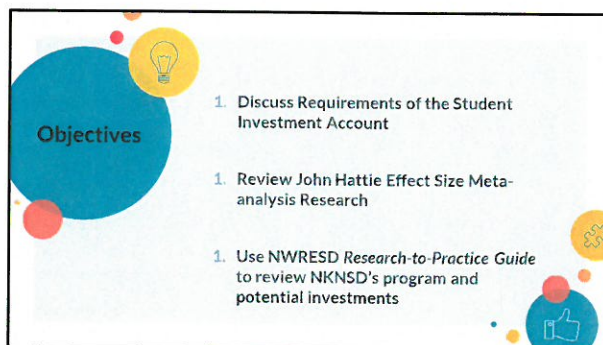 Objectives
1. Discuss Requirements of the Student
Investment Account
1. Review John Hattie Effect Size Meta-
analysis Research
1. Use NWRESD Research-to-Practice Guide
to review NKNSD's program and
potential investments